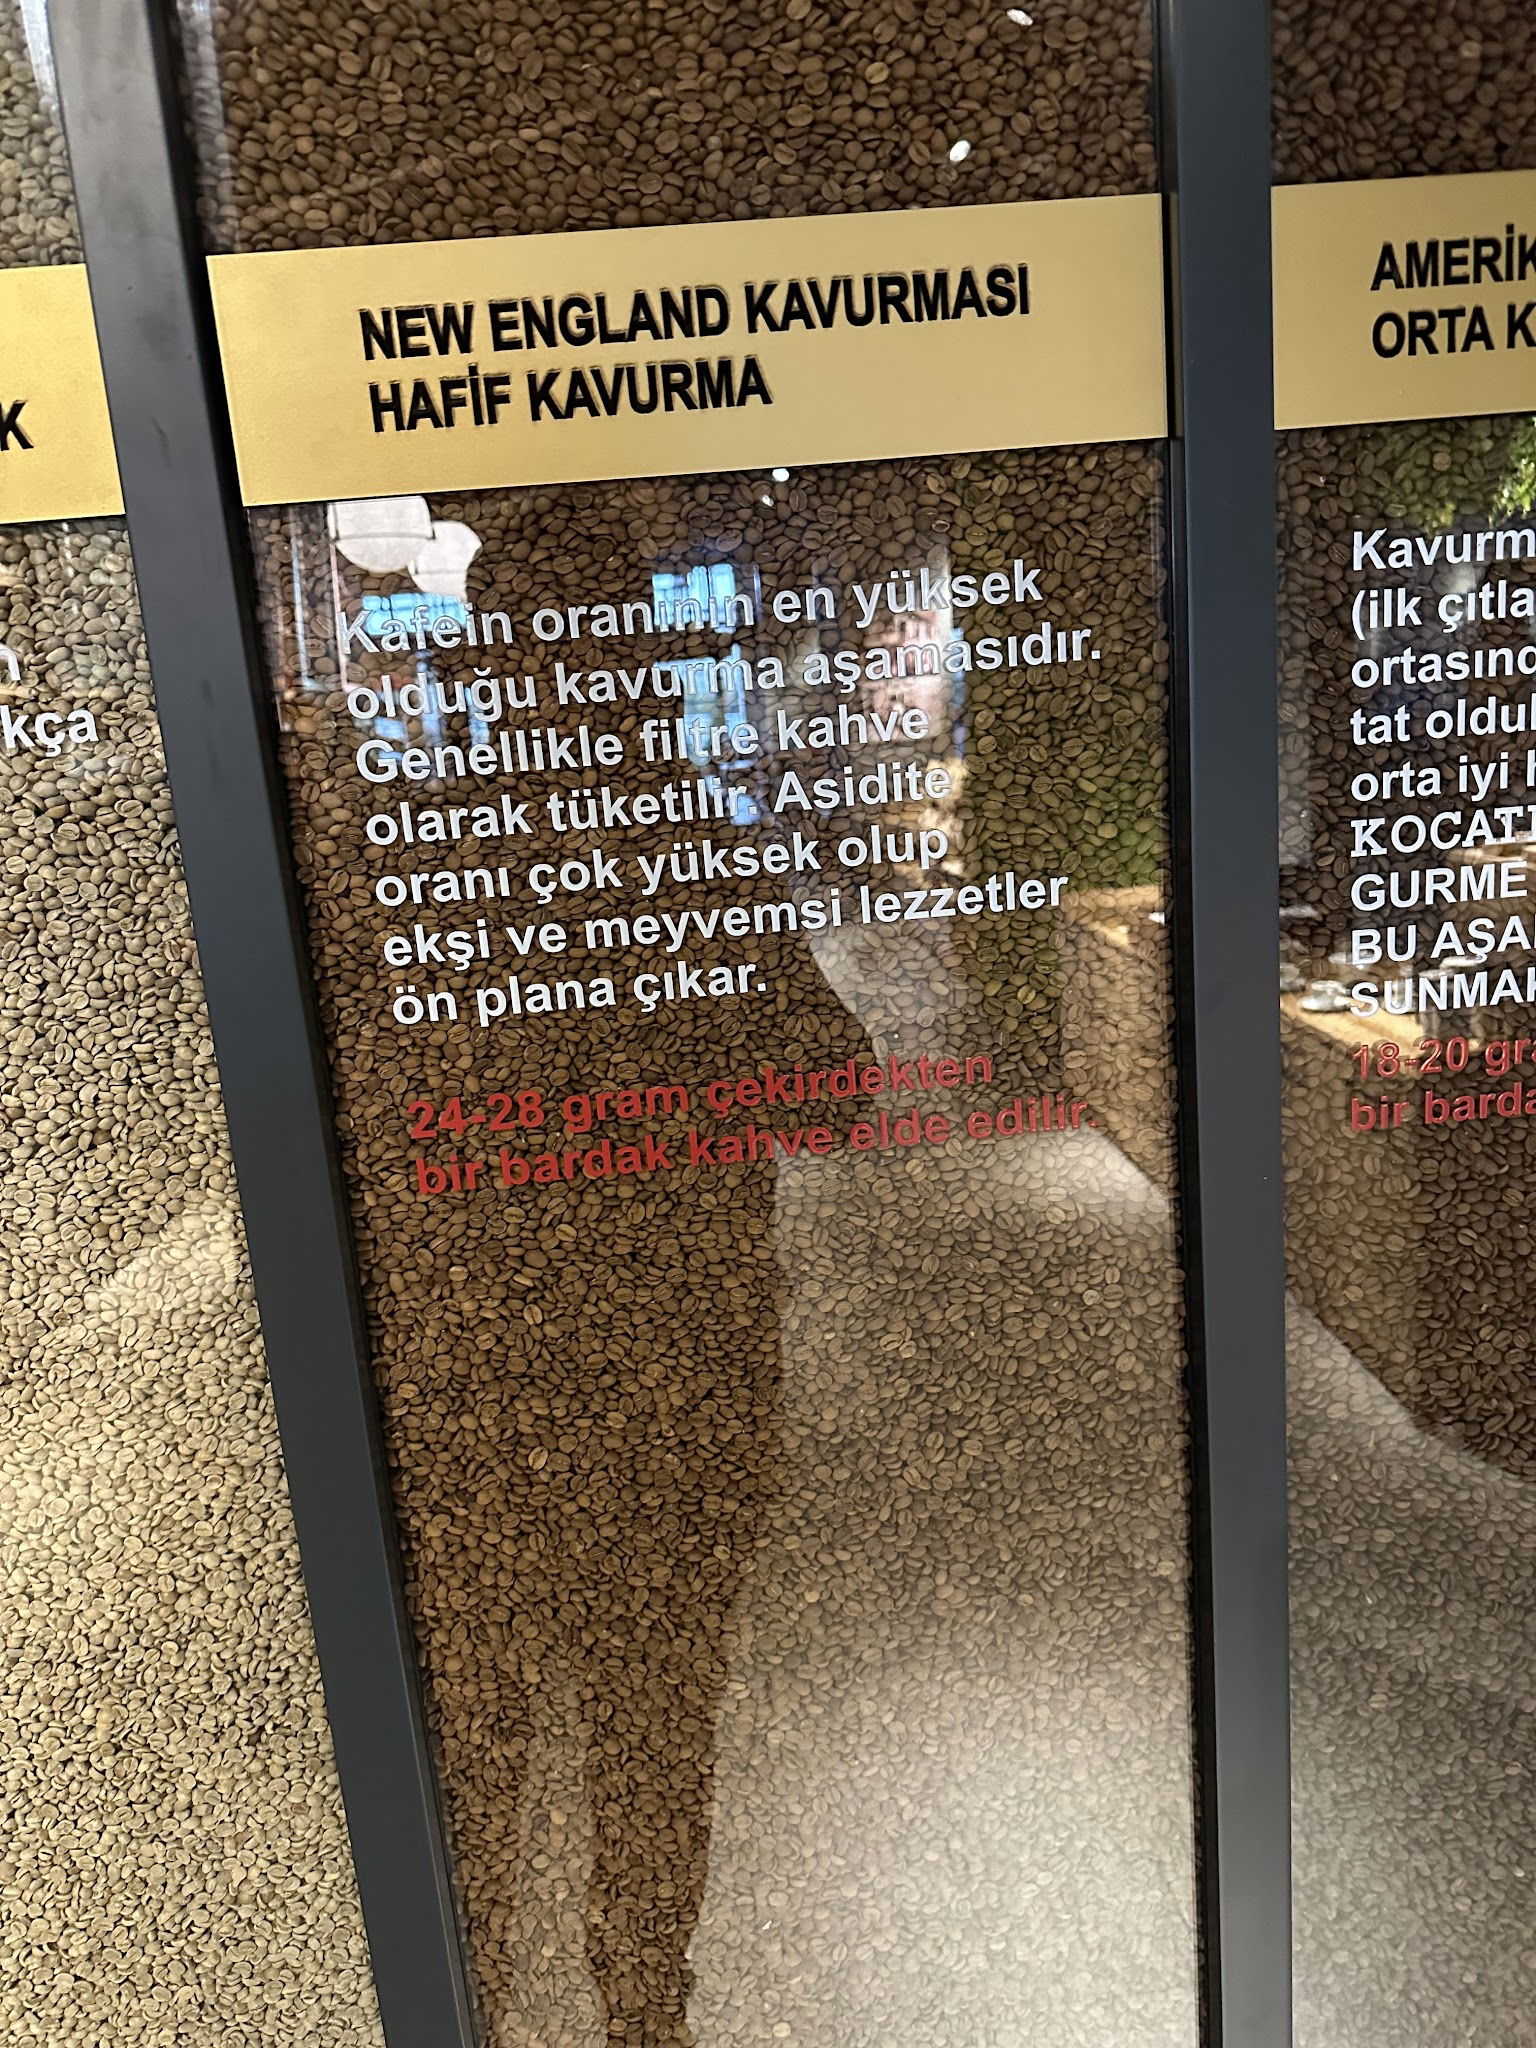 K
kça
NEW ENGLAND KAVURMASI
HAFİF KAVURMA
Kafein oranının en yüksek
olduğu kavurma aşamasıdır.
Genellikle filtre kahve
olarak tüketilir. Asidite
oranı çok yüksek olup
ekşi ve meyvemsi lezzetler
ön plana çıkar.
24-28 gram çekirdekten
bir bardak kahve elde edilir.
AMERİK
ORTA K
Kavurm
(ilk çıtla
ortasınd
tat oldu
orta iyi
KOCAT
GURME
BU AŞA
SUNMAK
18-20 gr
bir barda